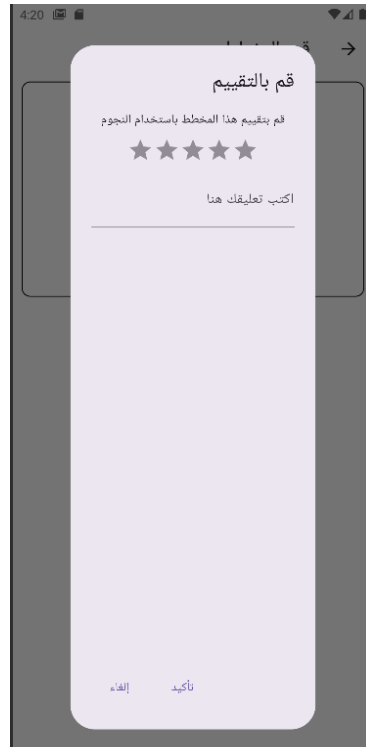 4:20
قم بالتقييم
قم بتقييم هذا المخطط باستخدام النجوم
اكتب تعليقك هنا
تأكيد
إلغاء